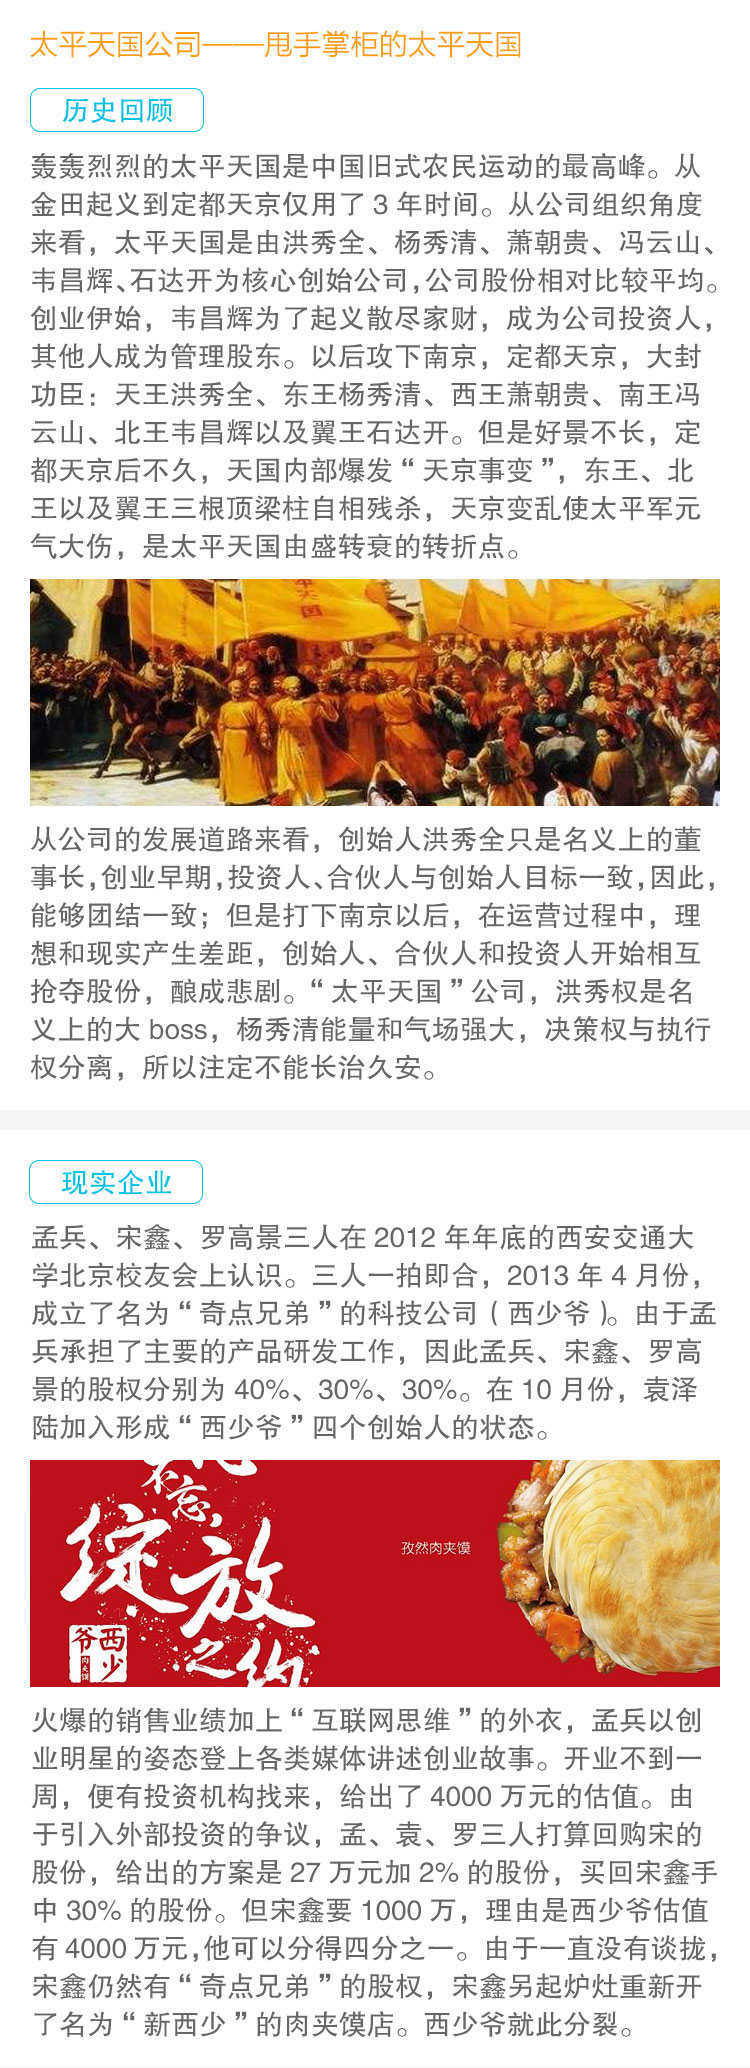 太平天国公司——甩手掌柜的太平天国
历史回顾
轰轰烈烈的太平天国是中国旧式农民运动的最高峰。从
金田起义到定都天京仅用了 3 年时间。从公司组织角度
来看，太平天国是由洪秀全、杨秀清、萧朝贵、冯云山、
韦昌辉、石达开为核心创始公司，公司股份相对比较平均。
创业伊始，韦昌辉为了起义散尽家财，成为公司投资人，
其他人成为管理股东。以后攻下南京，定都天京，大封
功臣：天王洪秀全、东王杨秀清、西王萧朝贵、南王冯
云山、北王韦昌辉以及翼王石达开。但是好景不长，定
都天京后不久，天国内部爆发“天京事变”，东王、北
王以及翼王三根顶梁柱自相残杀，天京变乱使太平军元
气大伤，是太平天国由盛转衰的转折点。
天国
从公司的发展道路来看，创始人洪秀全只是名义上的董
事长，创业早期，投资人、合伙人与创始人目标一致，因此，
能够团结一致；但是打下南京以后，在运营过程中，理
想和现实产生差距，创始人、合伙人和投资人开始相互
抢夺股份，酿成悲剧。“太平天国”公司，洪秀权是名
义上的大 boss，杨秀清能量和气场强大，决策权与执行
权分离，所以注定不能长治久安。
现实企业
孟兵、宋鑫、罗高景三人在 2012 年年底的西安交通大
学北京校友会上认识。三人一拍即合，2013 年 4 月份，
成立了名为“奇点兄弟”的科技公司（西少爷）。由于孟
兵承担了主要的产品研发工作，因此孟兵、宋鑫、罗高
景的股权分别为 40%、30%、30%。在 10 月份，袁泽
陆加入形成“西少爷”四个创始人的状态。
不忘，
绽放
之约
西少爷
肉夹馍
孜然肉夹馍
火爆的销售业绩加上“互联网思维”的外衣，孟兵以创
业明星的姿态登上各类媒体讲述创业故事。开业不到一
周，便有投资机构找来，给出了 4000 万元的估值。由
于引入外部投资的争议，孟、袁、罗三人打算回购宋的
股份，给出的方案是 27 万元加 2% 的股份，买回宋鑫手
中 30% 的股份。但宋鑫要 1000 万，理由是西少爷估值
有 4000 万元，他可以分得四分之一。由于一直没有谈拢，
宋鑫仍然有“奇点兄弟”的股权，宋鑫另起炉灶重新开
了名为“新西少”的肉夹馍店。西少爷就此分裂。